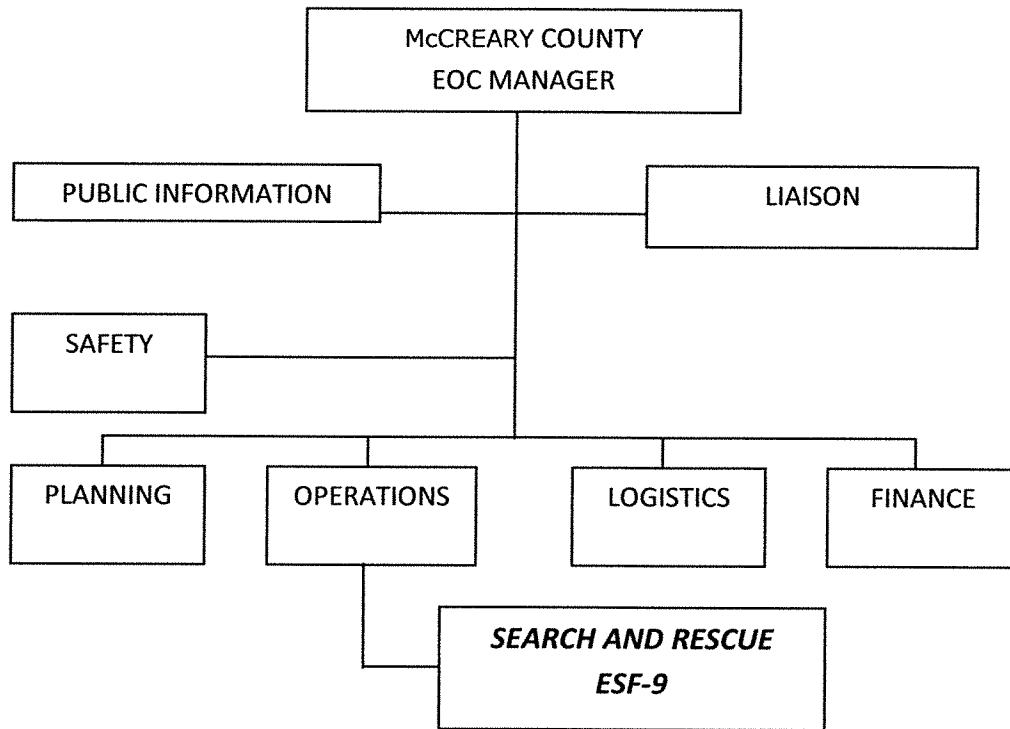 McCREARY COUNTY
EOC MANAGER
PUBLIC INFORMATION
LIAISON
SAFETY
PLANNING
OPERATIONS
LOGISTICS
FINANCE
SEARCH AND RESCUE
ESF-9